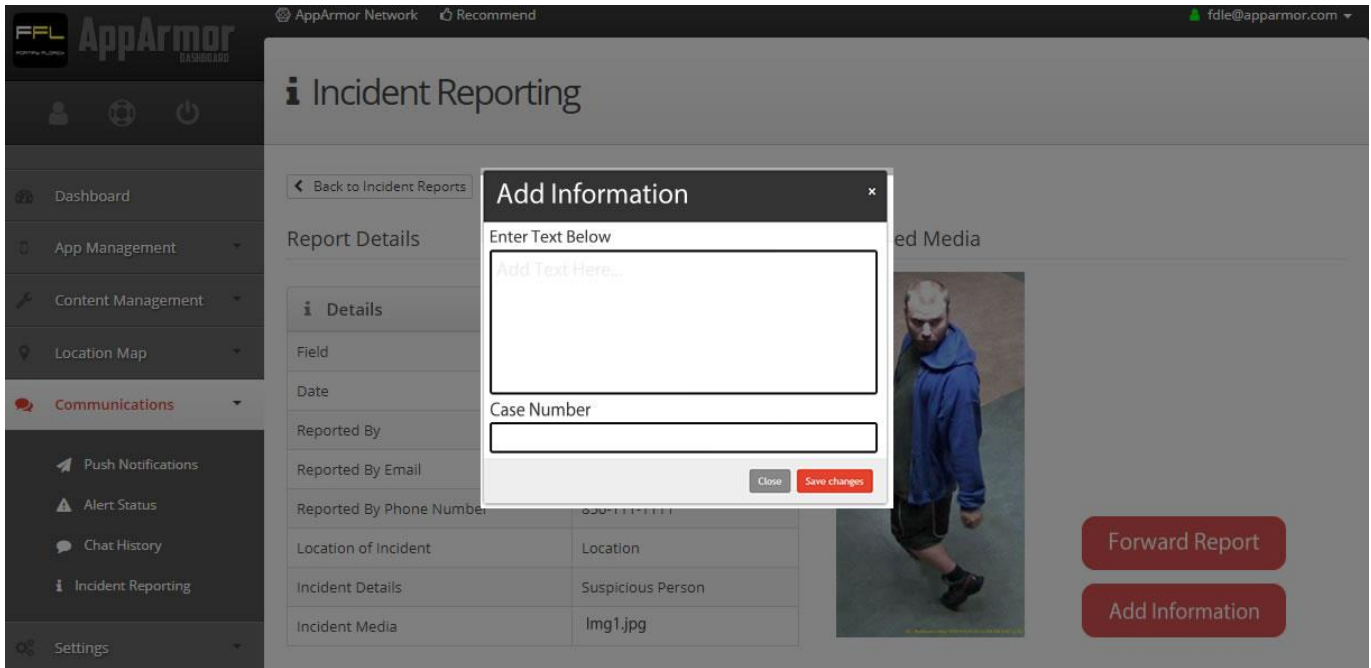 AppArmor Network
Recommend
fdle@apparmor.com
FFL
AppArmor
DASHBOARD
Incident Reporting
Dashboard
App Management
Content Management
Location Map
Communications
Push Notifications
Alert Status
Chat History
Incident Reporting
Settings
Back to Incident Reports
Report Details
ed Media
Details
Field
Date
Reported By
Reported By Email
Reported By Phone Number
850-111-1111
Location of Incident
Location
Incident Details
Suspicious Person
Incident Media
Img1.jpg
Add Information
×
Enter Text Below
Add Text Here...
Case Number
Close
Save changes
Forward Report
Add Information